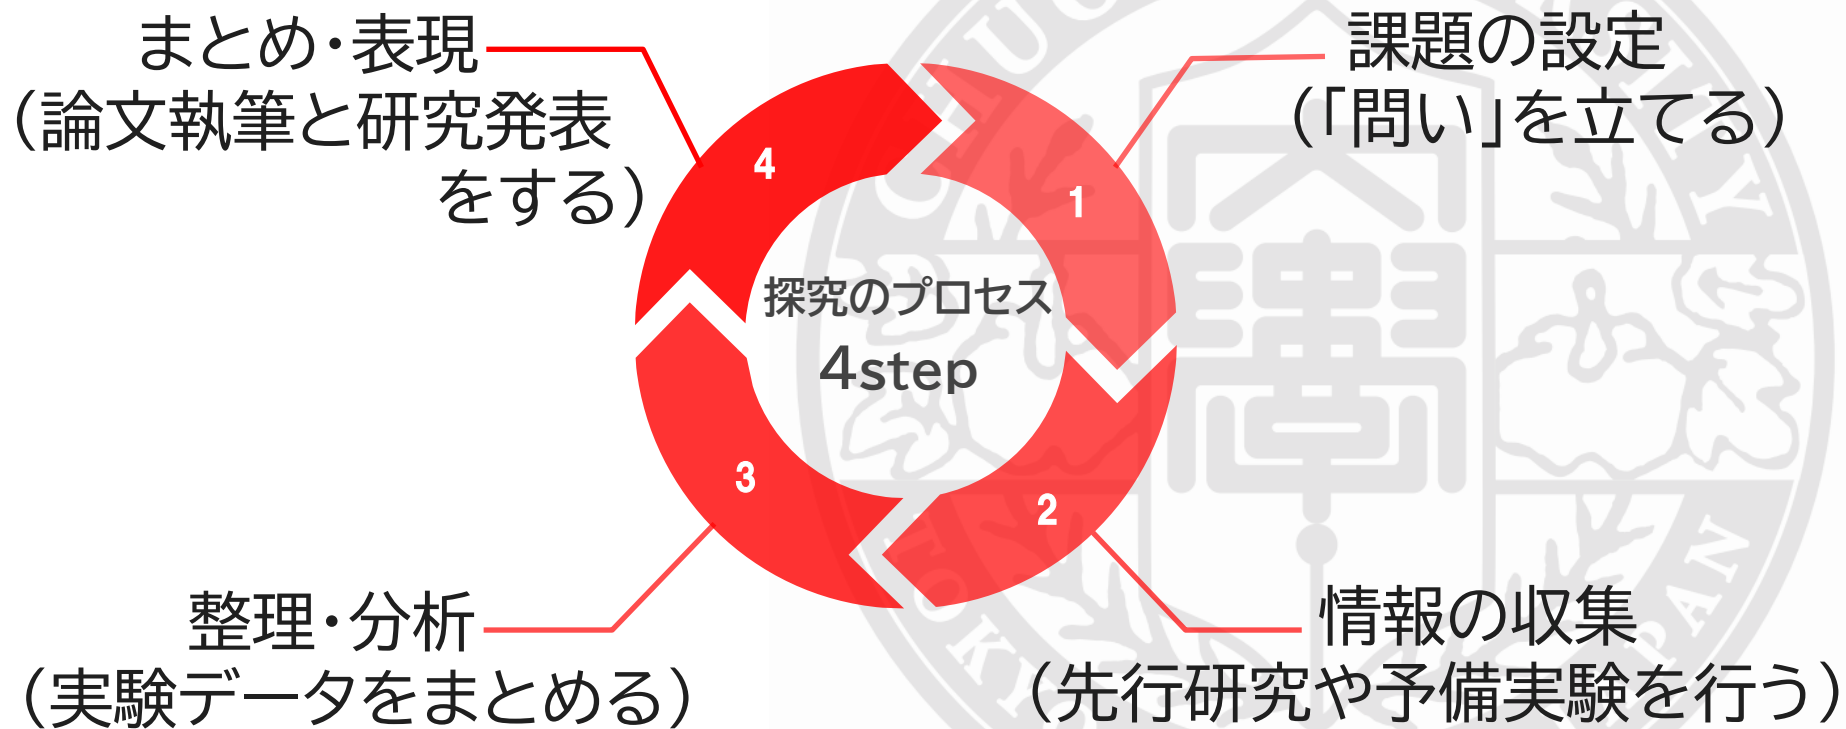 まとめ・表現
（論文執筆と研究発表
をする）
4
課題の設定
（「問い」を立てる）
1
探究のプロセス
4step
3
整理・分析
（実験データをまとめる）
2
情報の収集
（先行研究や予備実験を行う）